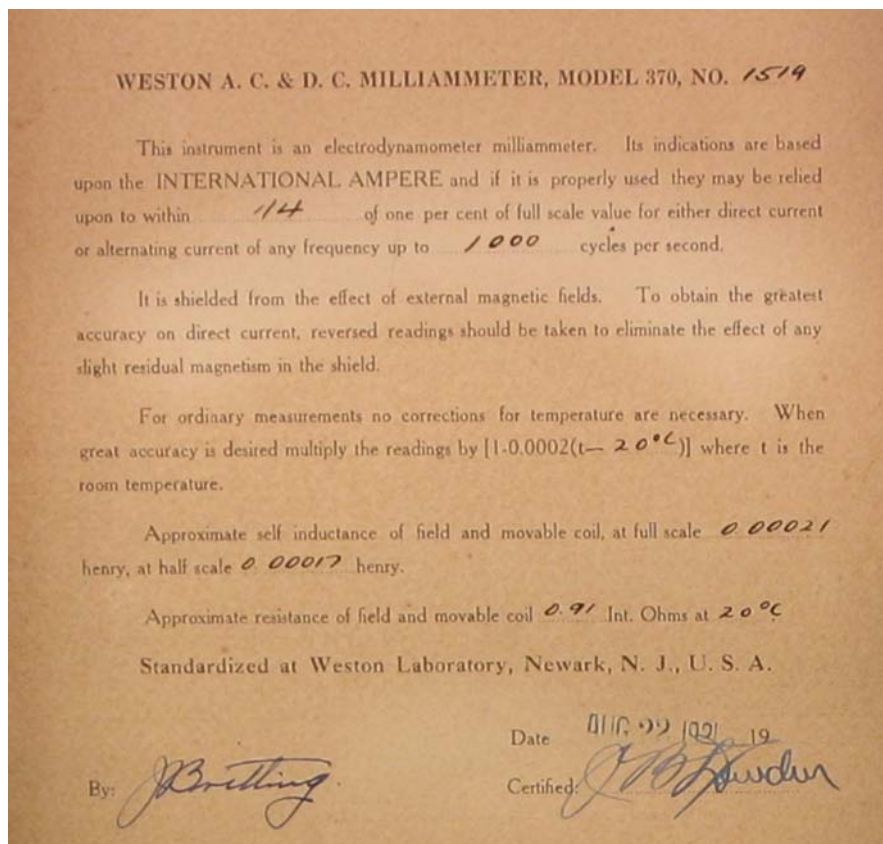 WESTON A. C. & D. C. MILLIAMMETER, MODEL 370, NO. 1519
This instrument is an electrodynamometer milliammeter. Its indications are based
upon the INTERNATIONAL AMPERE and if it is properly used they may be relied
upon to within 1/4 of one per cent of full scale value for either direct current
or alternating current of any frequency up to 1000 cycles per second.
It is shielded from the effect of external magnetic fields. To obtain the greatest
accuracy on direct current, reversed readings should be taken to eliminate the effect of any
slight residual magnetism in the shield.
For ordinary measurements no corrections for temperature are necessary. When
great accuracy is desired multiply the readings by [1-0.0002(t— 20°C)] where t is the
room temperature.
Approximate self inductance of field and movable coil, at full scale 0.00021
henry, at half scale 0.00017 henry.
Approximate resistance of field and movable coil 0.91 Int. Ohms at 20°C
Standardized at Weston Laboratory, Newark, N. J., U. S. A.
Date AUG 22 1921 19
By:
Certified: